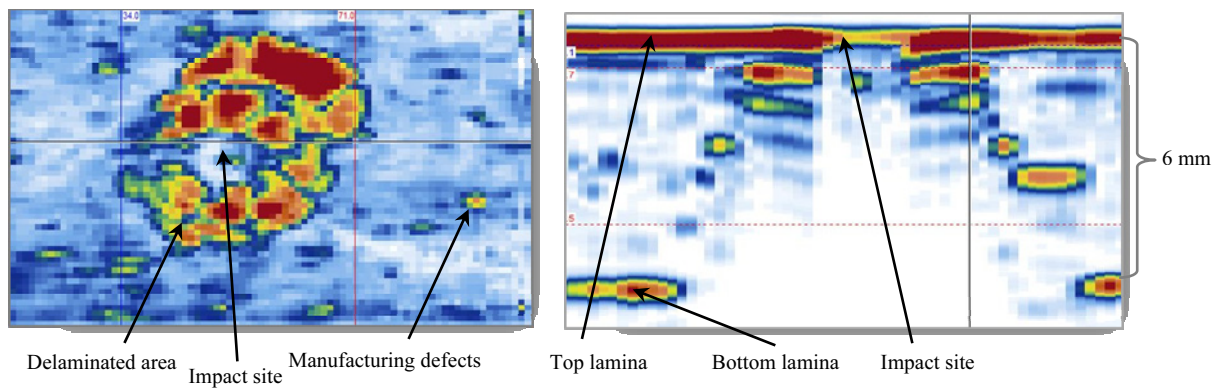 34.0
71.0
1
.7
.5
6 mm
Delaminated area
Impact site
Manufacturing defects
Top lamina
Bottom lamina
Impact site